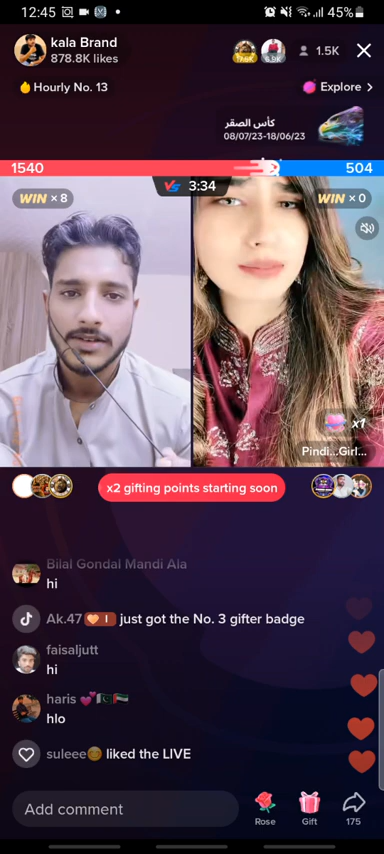 12:45
45%
kala Brand
878.8K likes
1.5K
Hourly No. 13
Explore >
كأس الصقر
08/07/23-18/06/23
1540
504
VS 3:34
WIN × 8
WIN × 0
x1
Pindi...Girl...
x2 gifting points starting soon
Bilal Gondal Mandi Ala
hi
Ak.47 I just got the No. 3 gifter badge
faisaljutt
hi
haris 💕🇵🇰🇦🇪
hlo
suleee😊 liked the LIVE
Add comment
Rose
Gift
175